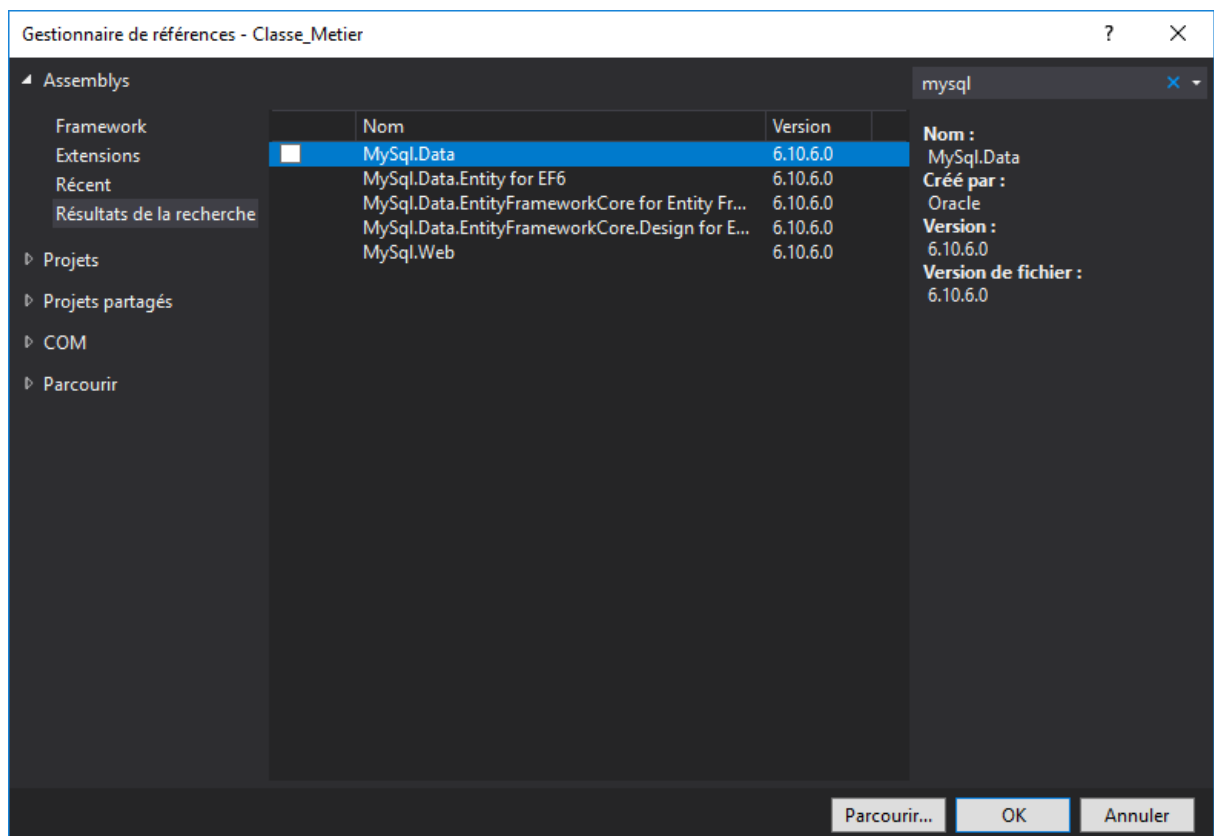 Gestionnaire de références - Classe_Metier
?
Assemblys
mysql
Framework
Extensions
Récent
Résultats de la recherche
Projets
Projets partagés
COM
Parcourir
Nom Version
MySql.Data 6.10.6.0
MySql.Data.Entity for EF6 6.10.6.0
MySql.Data.EntityFrameworkCore for Entity Fr... 6.10.6.0
MySql.Data.EntityFrameworkCore.Design for E... 6.10.6.0
MySql.Web 6.10.6.0
Nom :
MySql.Data
Créé par :
Oracle
Version :
6.10.6.0
Version de fichier :
6.10.6.0
Parcourir... OK Annuler